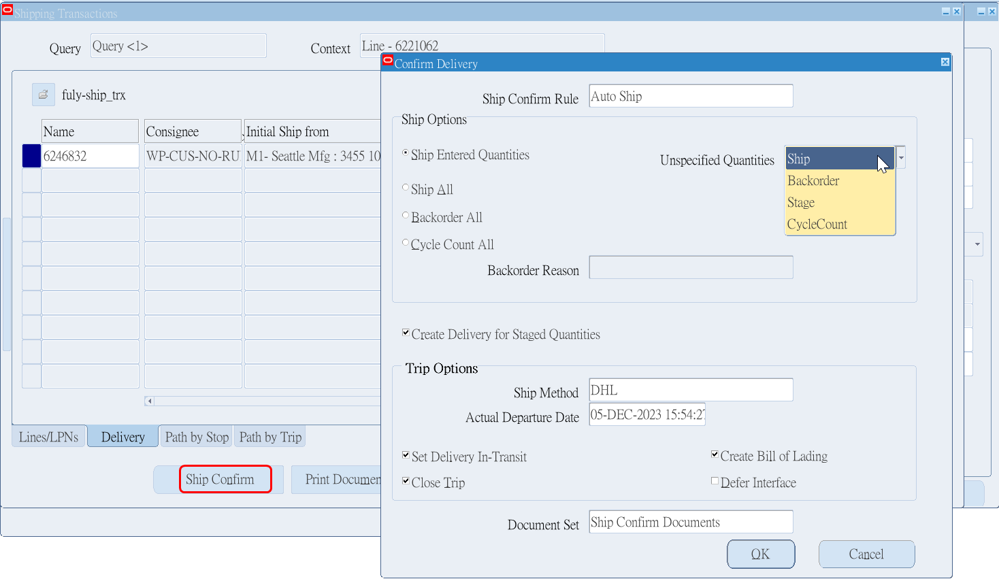 Shipping Transactions
Query Query <1>
Context Line - 6221062
fuly-ship_trx
Name Consignee Initial Ship from
6246832 WP-CUS-NO-RU M1- Seattle Mfg : 3455 10
Lines/LPNs Delivery Path by Stop Path by Trip
Ship Confirm Print Documen
Confirm Delivery
Ship Confirm Rule Auto Ship
Ship Options
Ship Entered Quantities
Unspecified Quantities Ship
Backorder
Stage
CycleCount
Ship All
Backorder All
Cycle Count All
Backorder Reason
Create Delivery for Staged Quantities
Trip Options
Ship Method DHL
Actual Departure Date 05-DEC-2023 15:54:27
Set Delivery In-Transit Create Bill of Lading
Close Trip Defer Interface
Document Set Ship Confirm Documents
OK Cancel